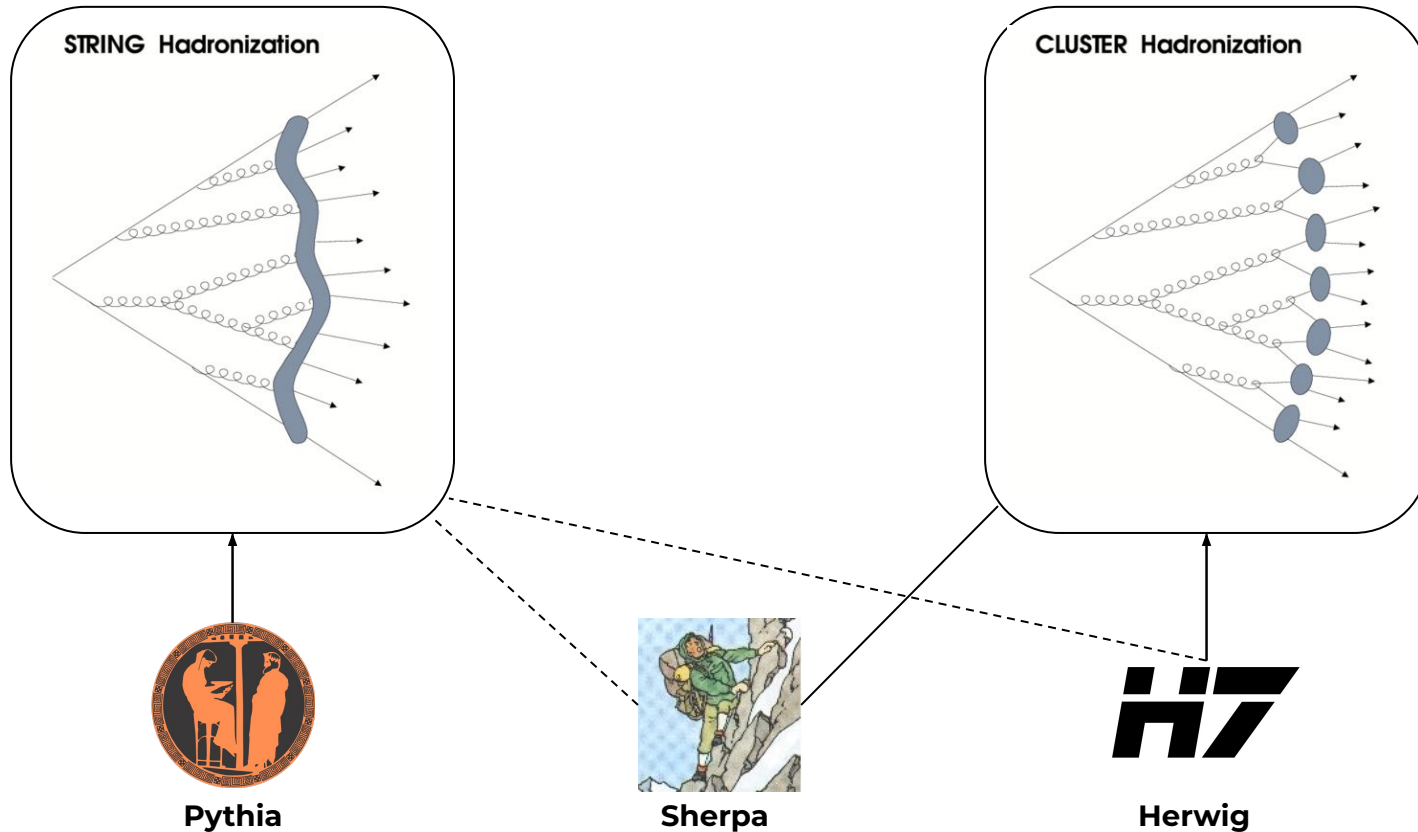 STRING Hadronization
CLUSTER Hadronization
H7
Pythia
Sherpa
Herwig